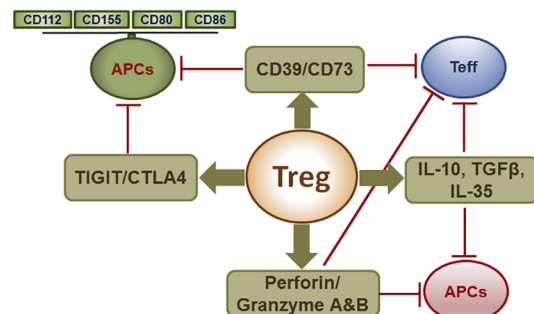 CD112 CD155 CD80 CD86
APCs
CD39/CD73
Teff
TIGIT/CTLA4
Treg
IL-10, TGFβ,
IL-35
Perforin/
Granzyme A&B
APCs